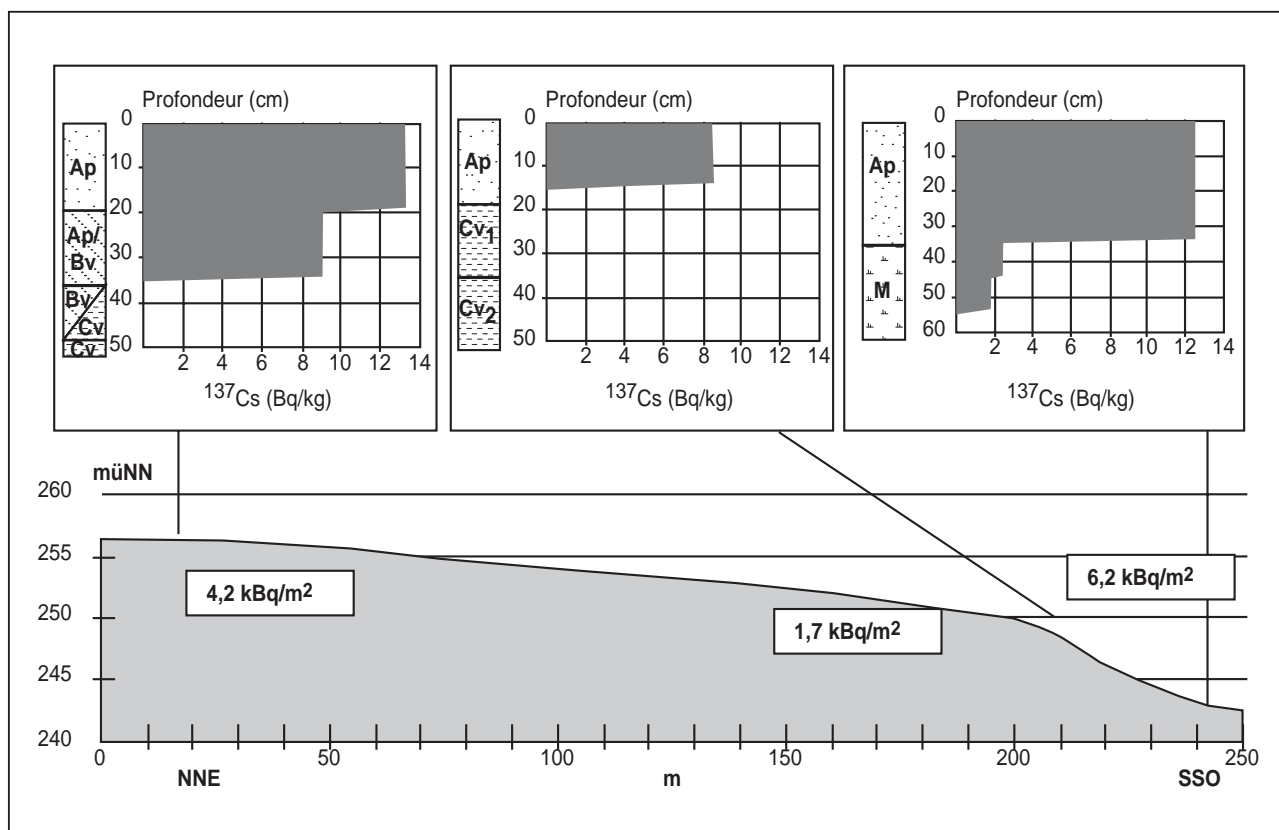 Profondeur (cm)
0
10
20
30
40
50
Ap
Ap/
Bv
Bv
Cv
Cv
2 4 6 8 10 12 14
137Cs (Bq/kg)
Profondeur (cm)
0
10
20
30
40
50
Ap
Cv1
Cv2
2 4 6 8 10 12 14
137Cs (Bq/kg)
Profondeur (cm)
0
10
20
30
40
50
60
Ap
M
2 4 6 8 10 12 14
137Cs (Bq/kg)
müNN
260
255
250
245
240
4,2 kBq/m2
1,7 kBq/m2
6,2 kBq/m2
0 50 100 150 200 250
NNE m SSO